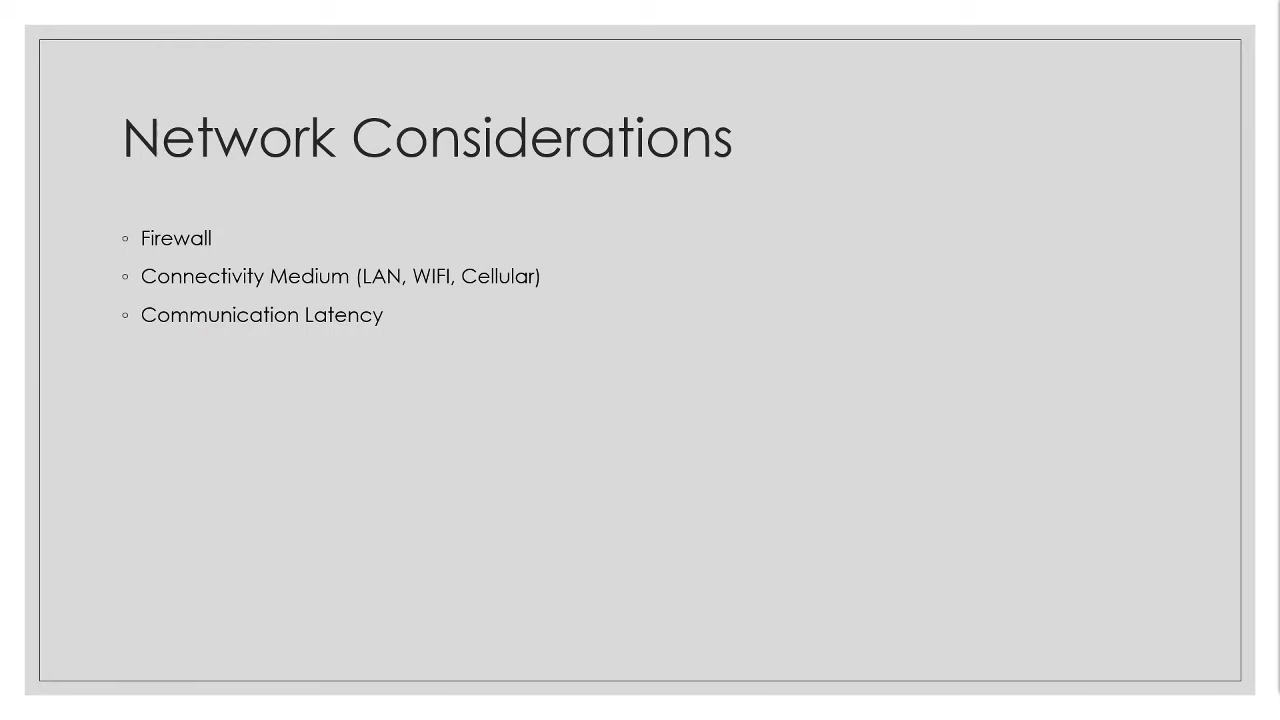 Network Considerations
◦ Firewall
◦ Connectivity Medium (LAN, WIFI, Cellular)
◦ Communication Latency